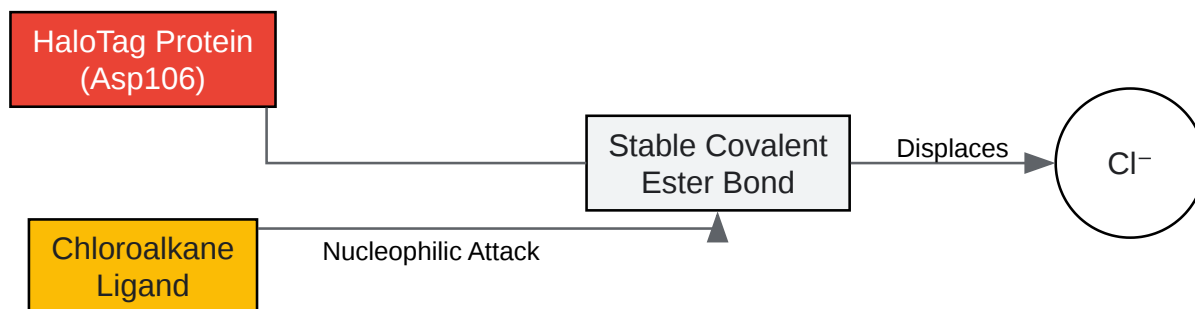 HaloTag Protein
(Asp106)
Stable Covalent
Ester Bond
Displaces
Cl⁻
Chloroalkane
Ligand
Nucleophilic Attack